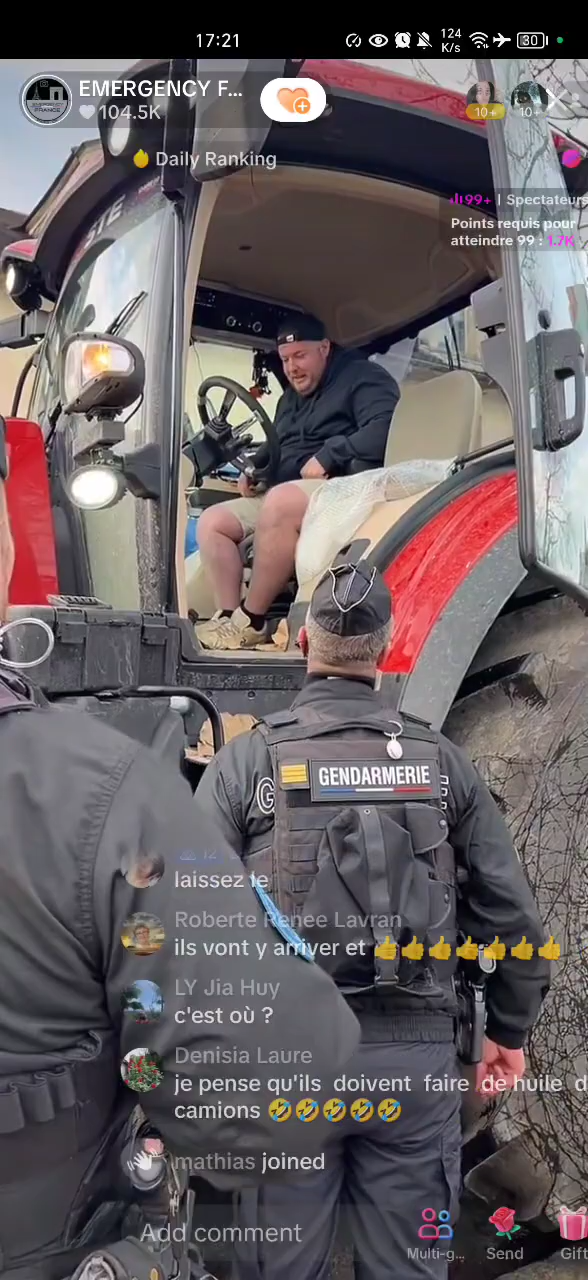 17:21
124
K/s
30
EMERGENCY F...
104.5K
10+
10+
Daily Ranking
99+ | Spectateurs
Points requis pour
atteindre 99 : 1.7K
GENDARMERIE
laissez le
Roberte Renee Lavran
ils vont y arriver et 👍👍👍👍👍👍👍
LY Jia Huy
c'est où ?
Denisia Laure
je pense qu'ils doivent faire de huile d
camions 🤣🤣🤣🤣🤣
mathias joined
Add comment
Multi-g...
Send
Gift